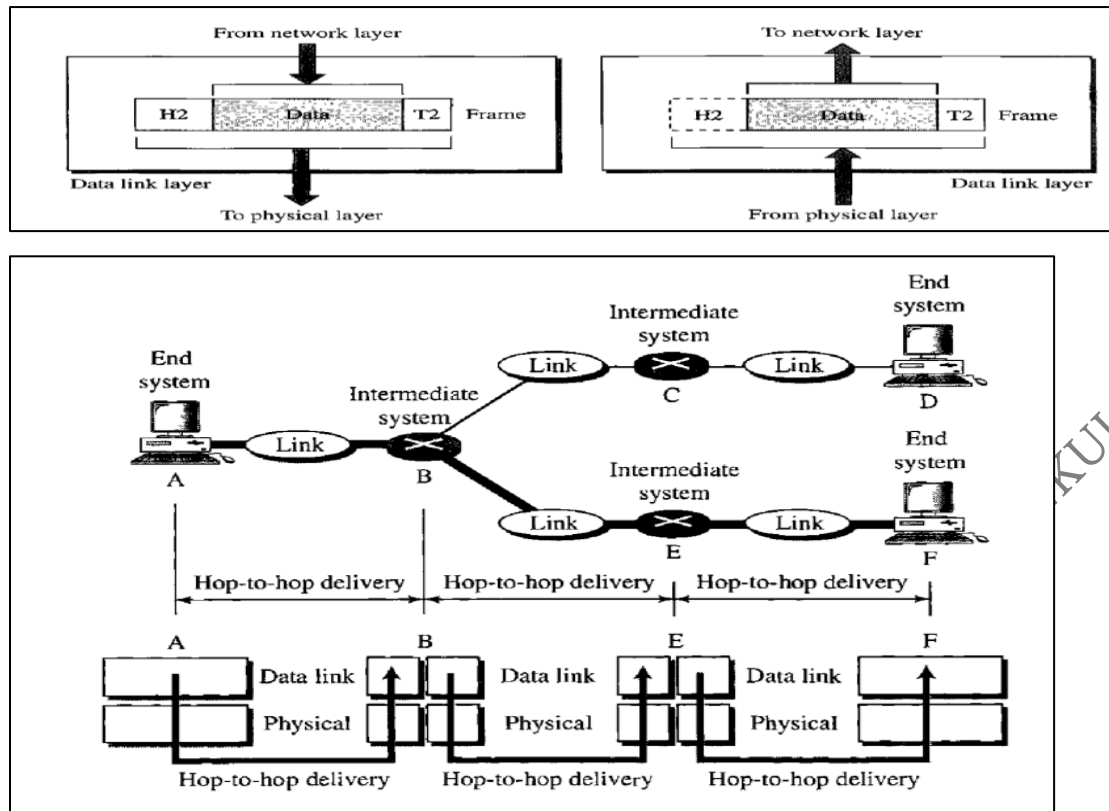 From network layer
To network layer
H2 Data T2 Frame
H2 Data T2 Frame
Data link layer
Data link layer
To physical layer
From physical layer
End
system
Intermediate
system
Link
Link
C
D
End
system
Intermediate
system
Link
A
B
End
system
Intermediate
system
Link
Link
E
F
Hop-to-hop delivery Hop-to-hop delivery Hop-to-hop delivery
A B E F
Data link Data link Data link
Physical Physical Physical
Hop-to-hop delivery Hop-to-hop delivery Hop-to-hop delivery